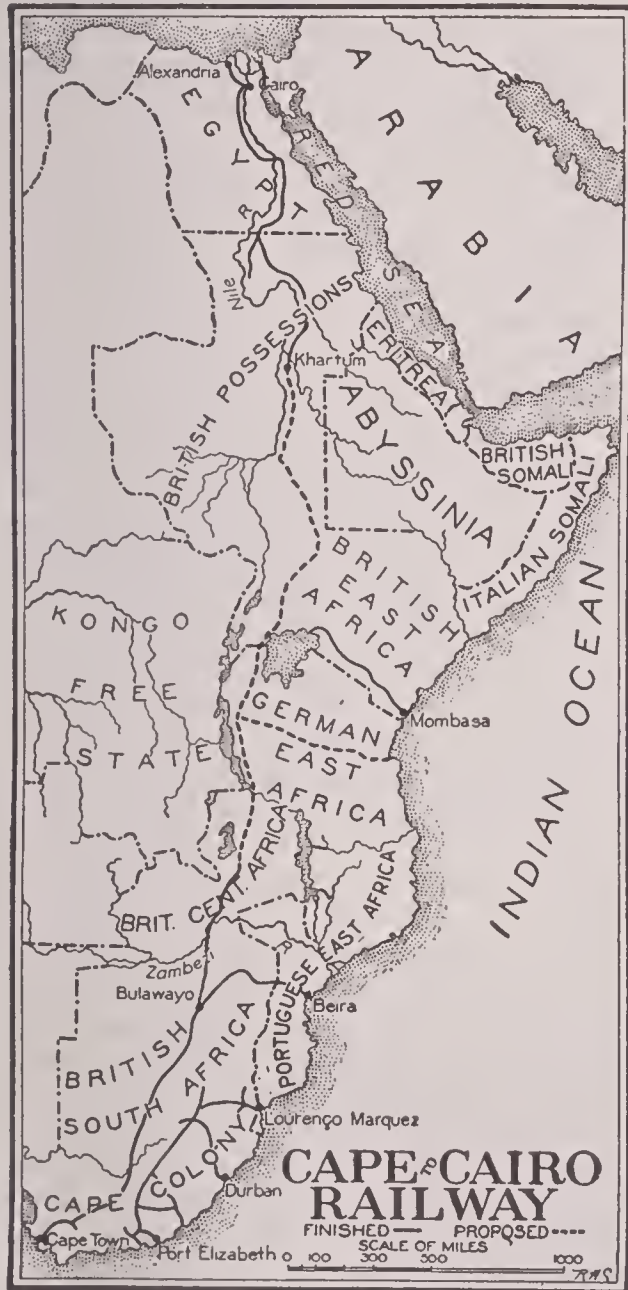 Alexandria
Cairo
EGYPT
ARABIA
RED SEA
R
Nile
BRITISH POSSESSIONS
ERITREA
Khartum
ABYSSINIA
BRITISH
SOMALI
ITALIAN SOMALI
BRITISH
EAST
AFRICA
KONGO
FREE
STATE
INDIAN OCEAN
Mombasa
GERMAN
EAST
AFRICA
BRIT. CENT. AFRICA
PORTUGUESE EAST AFRICA
Zambezi
R
Bulawayo
Beira
BRITISH
SOUTH AFRICA
Lourenço Marquez
CAPE COLONY
Durban
Cape Town
Port Elizabeth
CAPE TO CAIRO
RAILWAY
FINISHED PROPOSED
SCALE OF MILES
0 100 300 500 1000